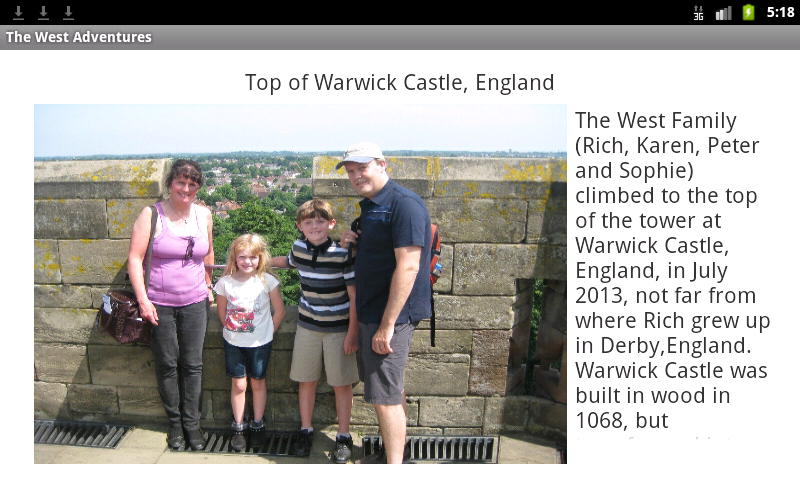 3G
5:18
The West Adventures
Top of Warwick Castle, England
The West Family
(Rich, Karen, Peter
and Sophie)
climbed to the top
of the tower at
Warwick Castle,
England, in July
2013, not far from
where Rich grew up
in Derby,England.
Warwick Castle was
built in wood in
1068, but